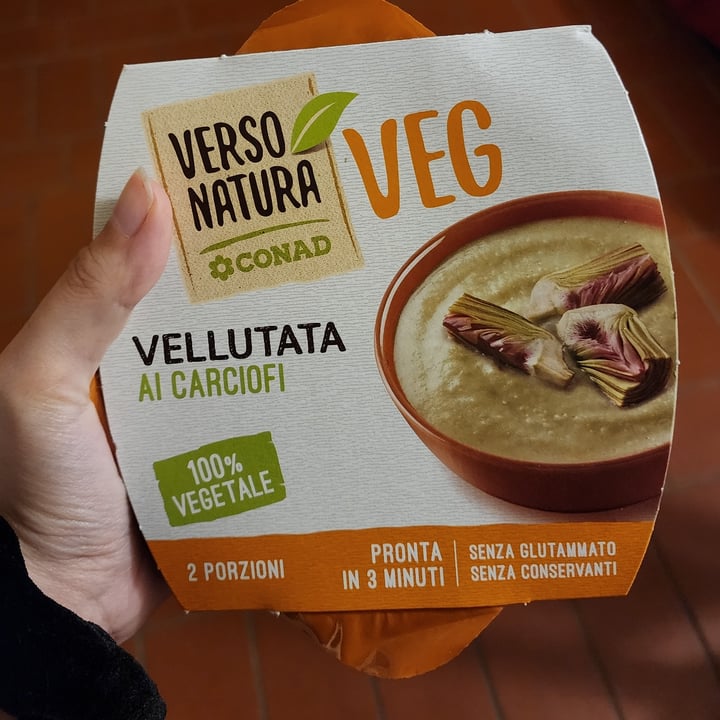 VERSO
NATURA
CONAD
VEG
VELLUTATA
AI CARCIOFI
100%
VEGETALE
2 PORZIONI
PRONTA
IN 3 MINUTI
SENZA GLUTAMMATO
SENZA CONSERVANTI